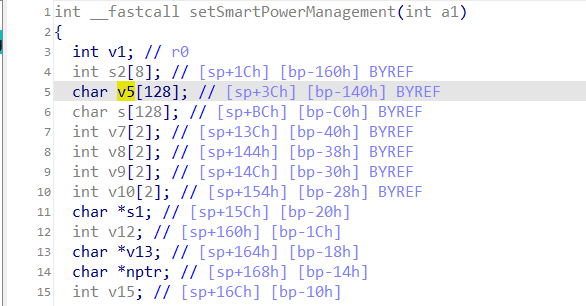 1 int __fastcall setSmartPowerManagement(int a1)
2 {
3 int v1; // r0
4 int s2[8]; // [sp+1Ch] [bp-160h] BYREF
5 char v5[128]; // [sp+3Ch] [bp-140h] BYREF
6 char s[128]; // [sp+BCh] [bp-C0h] BYREF
7 int v7[2]; // [sp+13Ch] [bp-40h] BYREF
8 int v8[2]; // [sp+144h] [bp-38h] BYREF
9 int v9[2]; // [sp+14Ch] [bp-30h] BYREF
10 int v10[2]; // [sp+154h] [bp-28h] BYREF
11 char *s1; // [sp+15Ch] [bp-20h]
12 int v12; // [sp+160h] [bp-1Ch]
13 char *v13; // [sp+164h] [bp-18h]
14 char *nptr; // [sp+168h] [bp-14h]
15 int v15; // [sp+16Ch] [bp-10h]